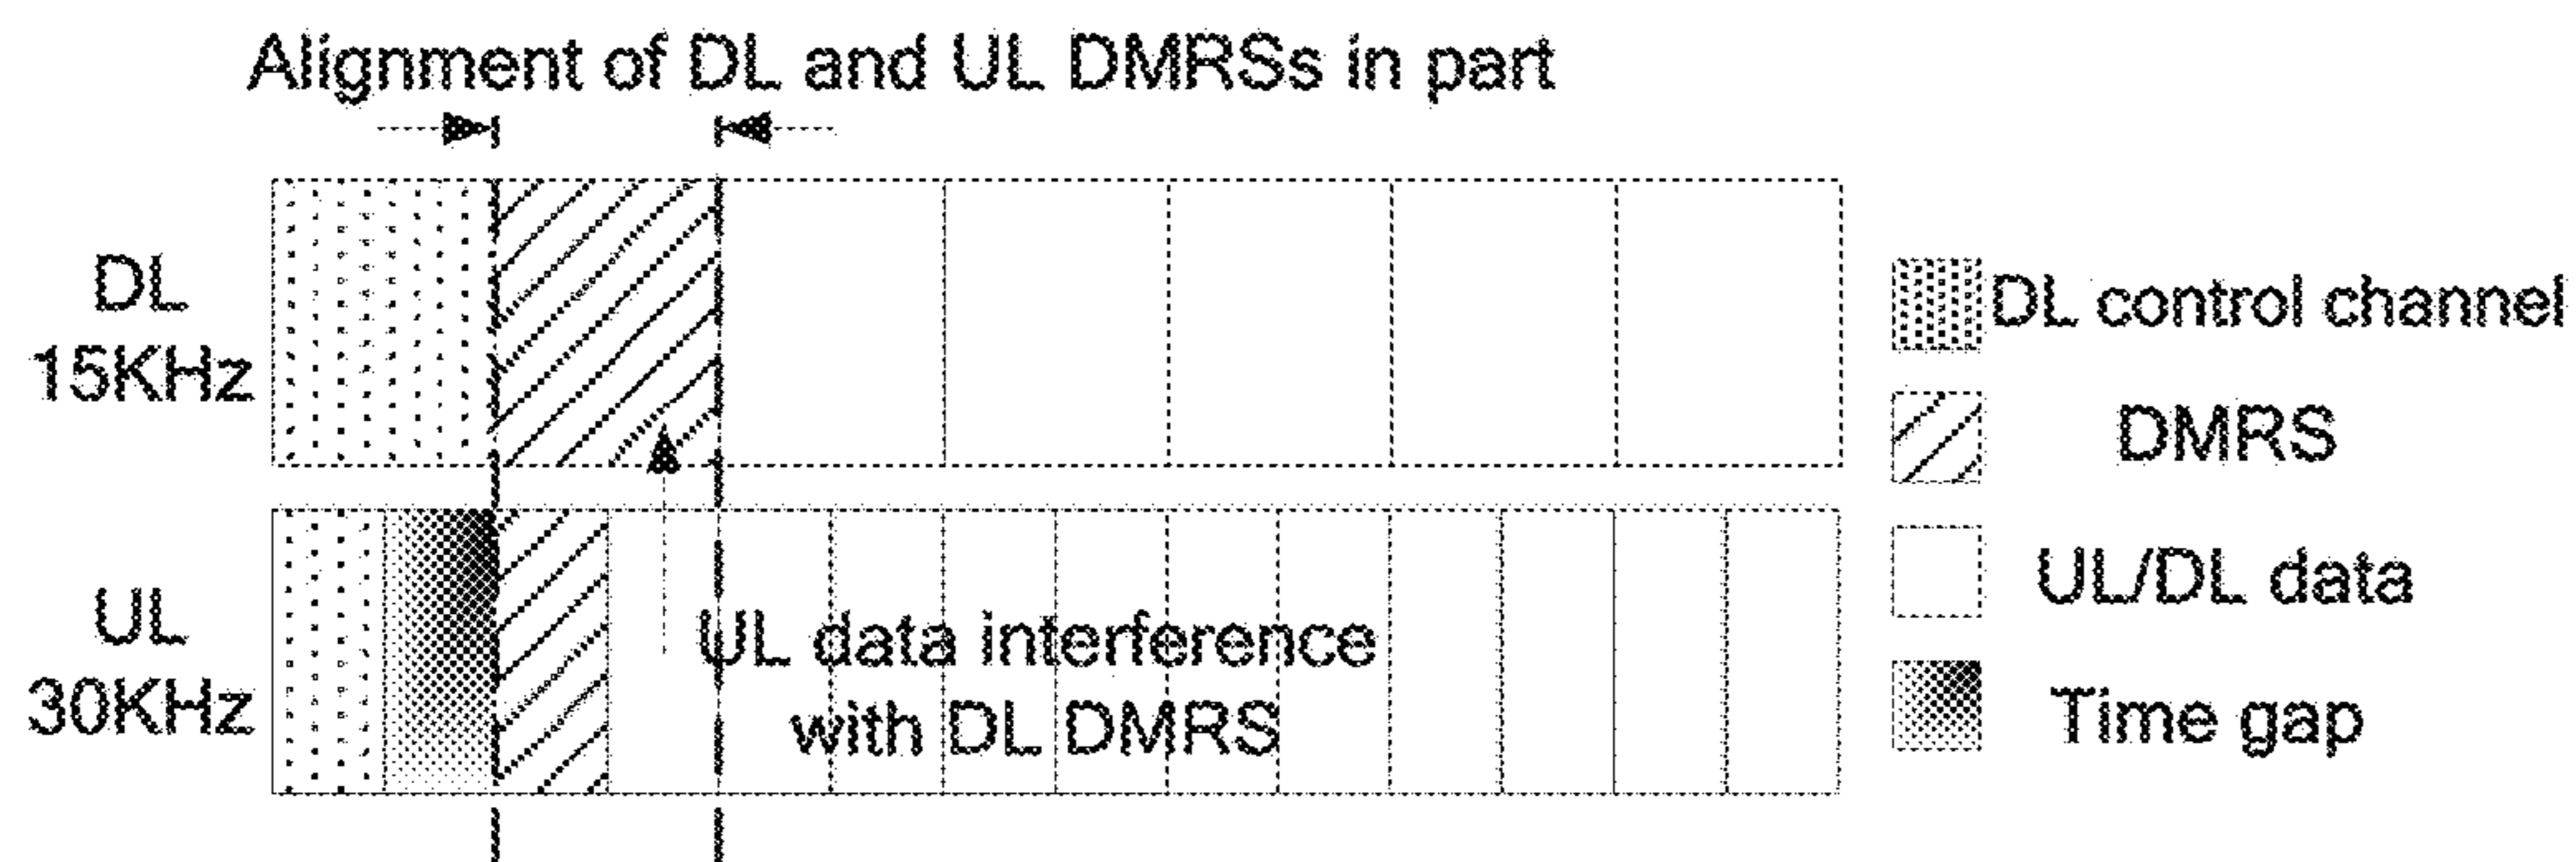 Alignment of DL and UL DMRSs in part
DL
15KHz
UL
30KHz
UL data interference
with DL DMRS
DL control channel
DMRS
UL/DL data
Time gap